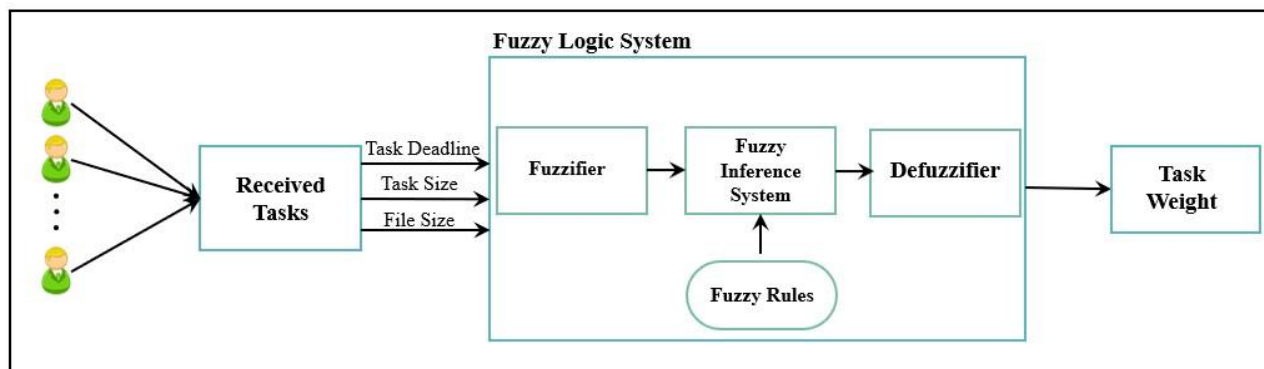 Fuzzy Logic System
Received
Tasks
Task Deadline
Task Size
File Size
Fuzzifier
Fuzzy
Inference
System
Defuzzifier
Fuzzy Rules
Task
Weight